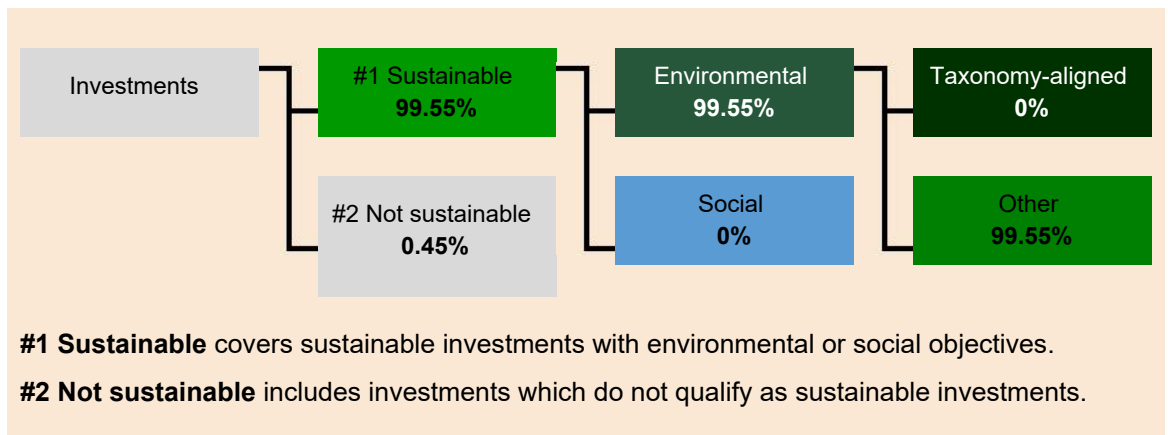 Investments
#1 Sustainable
99.55%
Environmental
99.55%
Taxonomy-aligned
0%
#2 Not sustainable
0.45%
Social
0%
Other
99.55%
#1 Sustainable covers sustainable investments with environmental or social objectives.
#2 Not sustainable includes investments which do not qualify as sustainable investments.